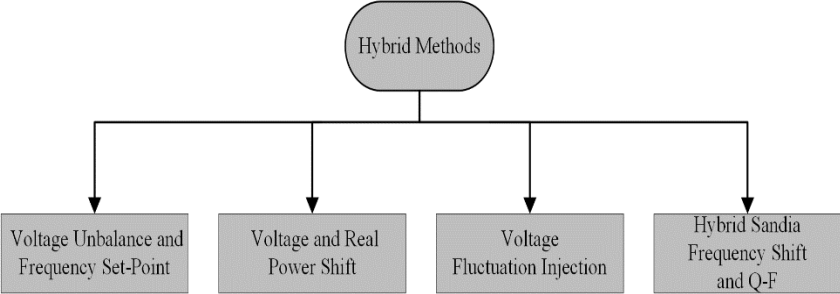 Hybrid Methods
Voltage Unbalance and
Frequency Set-Point
Voltage and Real
Power Shift
Voltage
Fluctuation Injection
Hybrid Sandia
Frequency Shift
and Q-F